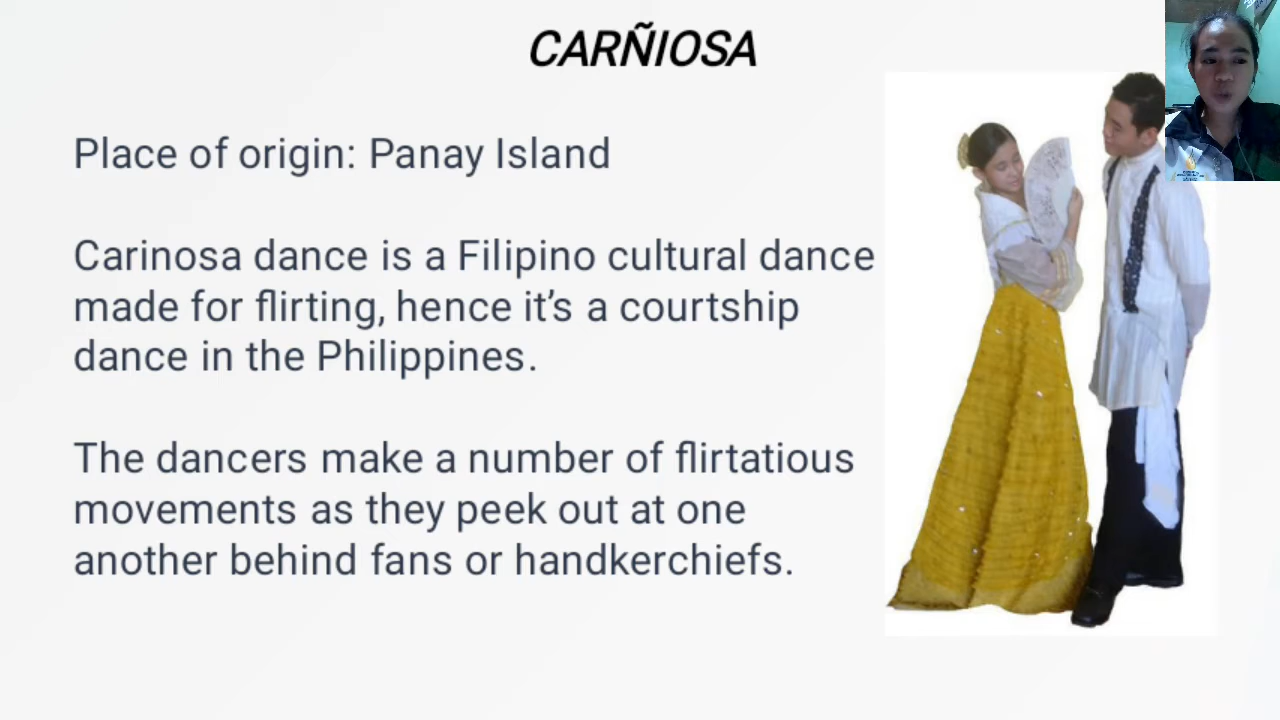 CARÑIOSA
Place of origin: Panay Island
Carinosa dance is a Filipino cultural dance
made for flirting, hence it’s a courtship
dance in the Philippines.
The dancers make a number of flirtatious
movements as they peek out at one
another behind fans or handkerchiefs.